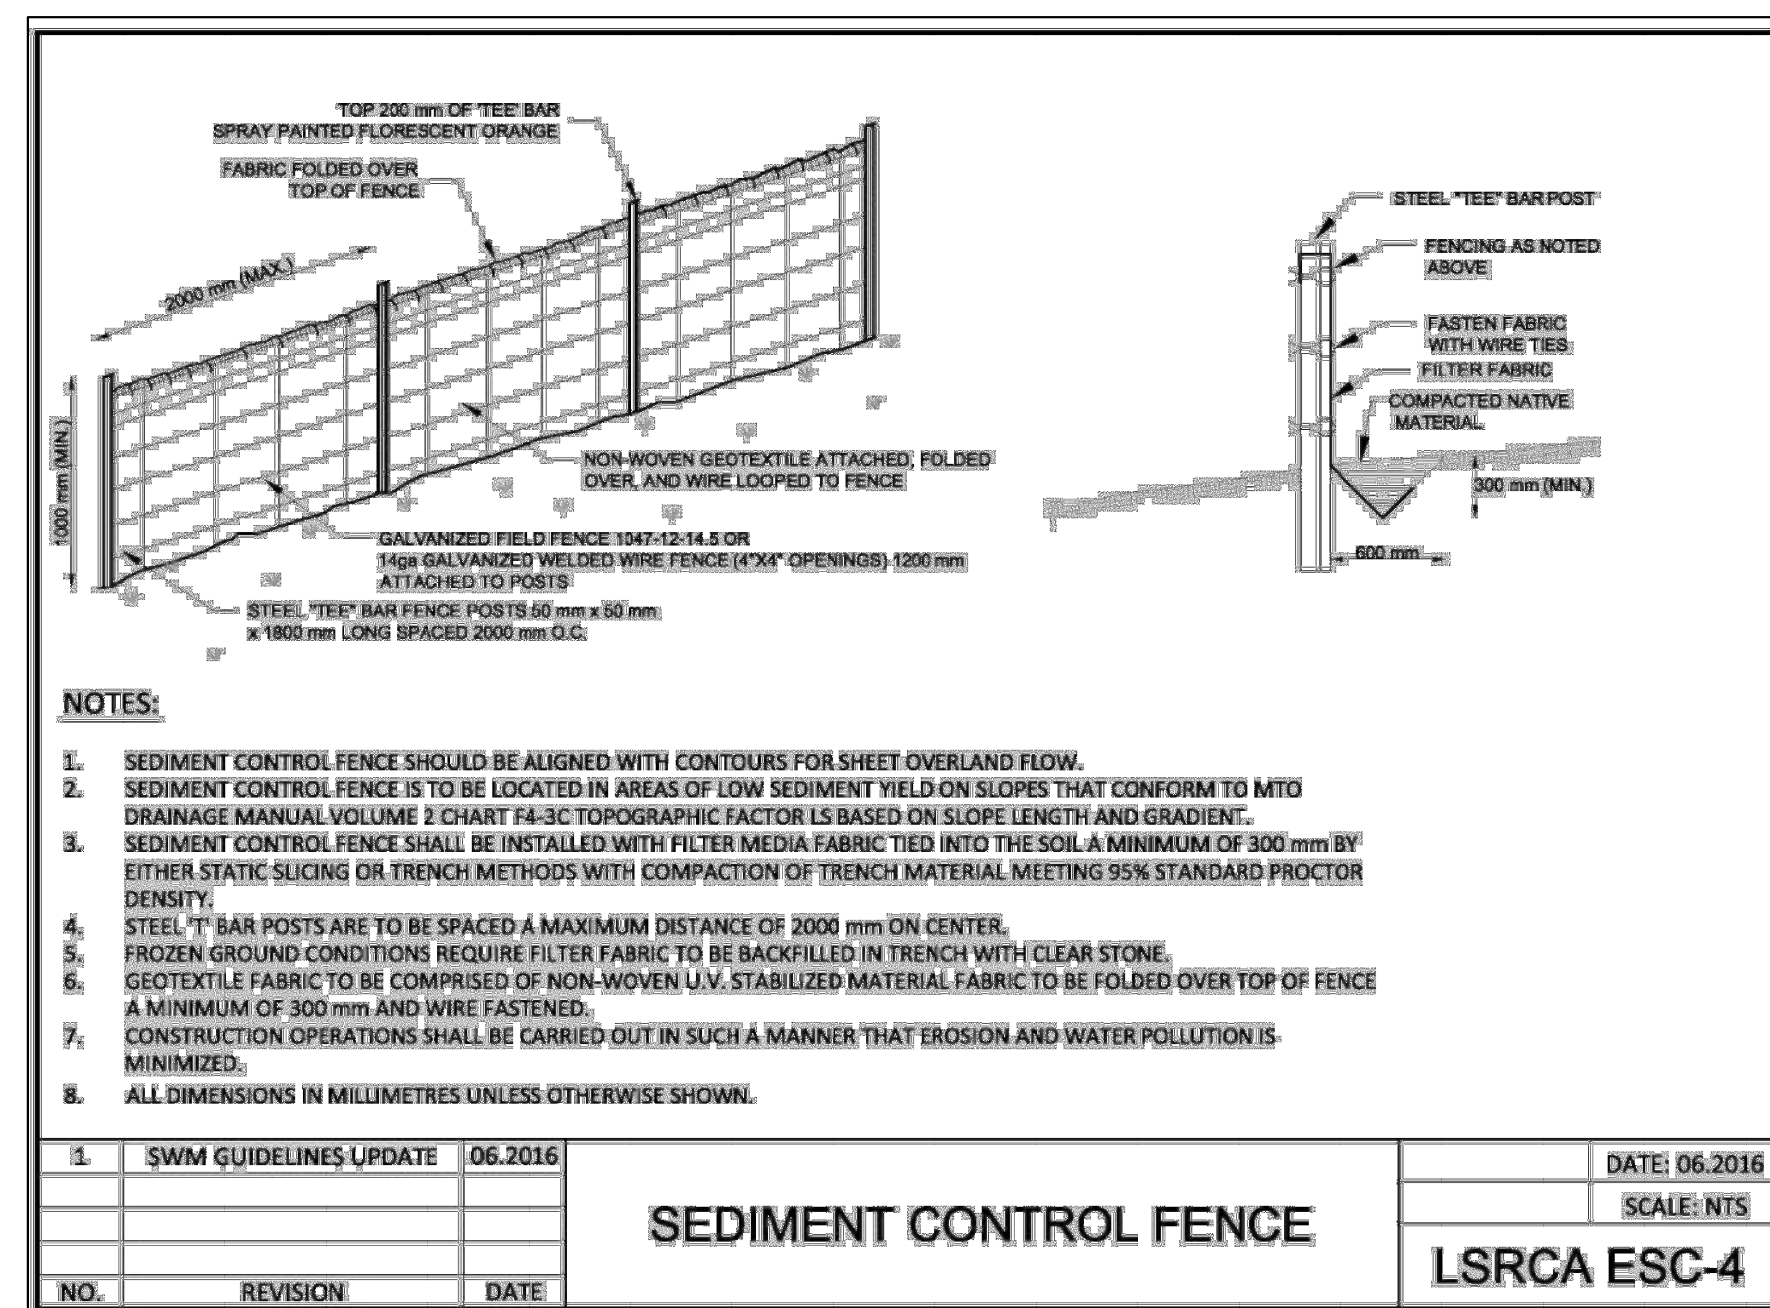 TOP 200 mm OF 'TEE' BAR
SPRAY PAINTED FLORESCENT ORANGE
FABRIC FOLDED OVER
TOP OF FENCE
2000 mm (MAX.)
1000 mm (MIN.)
NON-WOVEN GEOTEXTILE ATTACHED, FOLDED
OVER, AND WIRE LOOPED TO FENCE
GALVANIZED FIELD FENCE 1047-12-14.5 OR
14ga GALVANIZED WELDED WIRE FENCE (4"X4" OPENINGS) 1200 mm
ATTACHED TO POSTS
STEEL "TEE" BAR FENCE POSTS 50 mm x 50 mm
x 1800 mm LONG SPACED 2000 mm O.C.
STEEL "TEE" BAR POST
FENCING AS NOTED
ABOVE
FASTEN FABRIC
WITH WIRE TIES
FILTER FABRIC
COMPACTED NATIVE
MATERIAL
300 mm (MIN.)
600 mm
NOTES:
1. SEDIMENT CONTROL FENCE SHOULD BE ALIGNED WITH CONTOURS FOR SHEET OVERLAND FLOW.
2. SEDIMENT CONTROL FENCE IS TO BE LOCATED IN AREAS OF LOW SEDIMENT YIELD ON SLOPES THAT CONFORM TO MTO
DRAINAGE MANUAL VOLUME 2 CHART F4-3C TOPOGRAPHIC FACTOR LS BASED ON SLOPE LENGTH AND GRADIENT.
3. SEDIMENT CONTROL FENCE SHALL BE INSTALLED WITH FILTER MEDIA FABRIC TIED INTO THE SOIL A MINIMUM OF 300 mm BY
EITHER STATIC SLICING OR TRENCH METHODS WITH COMPACTION OF TRENCH MATERIAL MEETING 95% STANDARD PROCTOR
DENSITY.
4. STEEL 'T' BAR POSTS ARE TO BE SPACED A MAXIMUM DISTANCE OF 2000 mm ON CENTER.
5. FROZEN GROUND CONDITIONS REQUIRE FILTER FABRIC TO BE BACKFILLED IN TRENCH WITH CLEAR STONE.
6. GEOTEXTILE FABRIC TO BE COMPRISED OF NON-WOVEN U.V. STABILIZED MATERIAL FABRIC TO BE FOLDED OVER TOP OF FENCE
A MINIMUM OF 300 mm AND WIRE FASTENED.
7. CONSTRUCTION OPERATIONS SHALL BE CARRIED OUT IN SUCH A MANNER THAT EROSION AND WATER POLLUTION IS
MINIMIZED.
8. ALL DIMENSIONS IN MILLIMETRES UNLESS OTHERWISE SHOWN.
1 SWM GUIDELINES UPDATE 06.2016
NO. REVISION DATE
SEDIMENT CONTROL FENCE
DATE: 06.2016
SCALE: NTS
LSRCA ESC-4